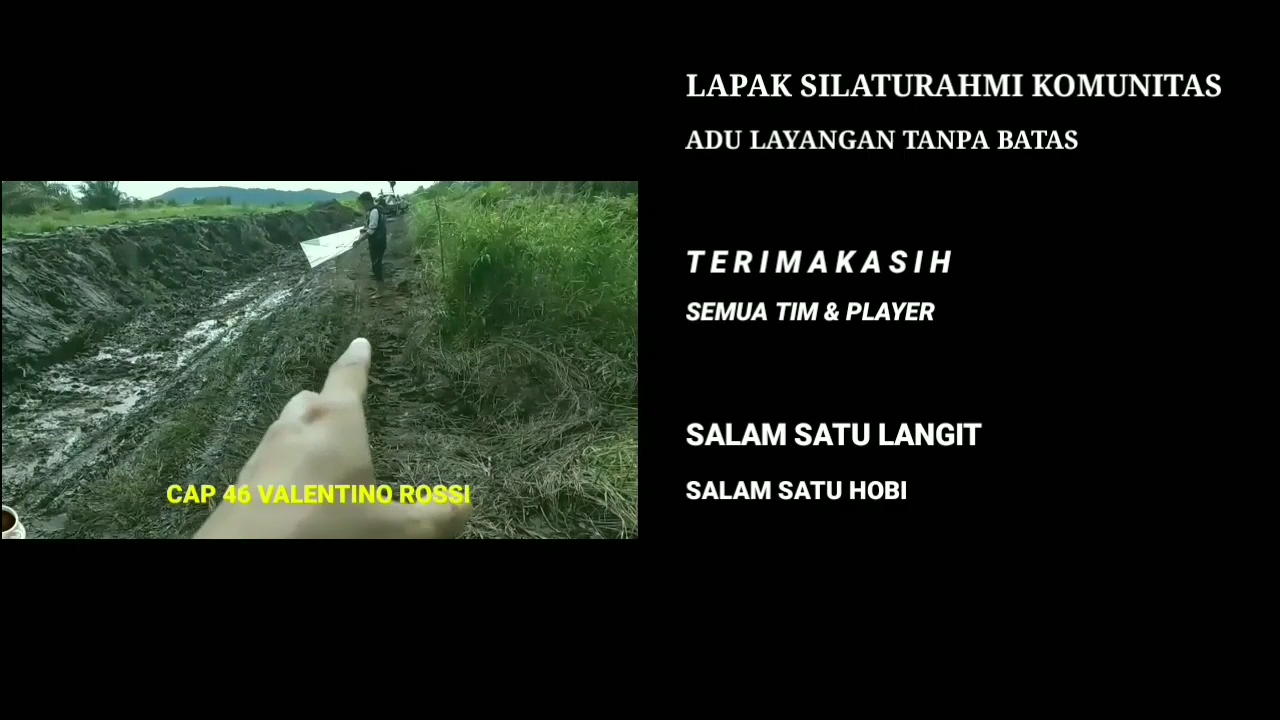 LAPAK SILATURAHMI KOMUNITAS
ADU LAYANGAN TANPA BATAS
TERIMAKASIH
SEMUA TIM & PLAYER
SALAM SATU LANGIT
SALAM SATU HOBI
CAP 46 VALENTINO ROSSI